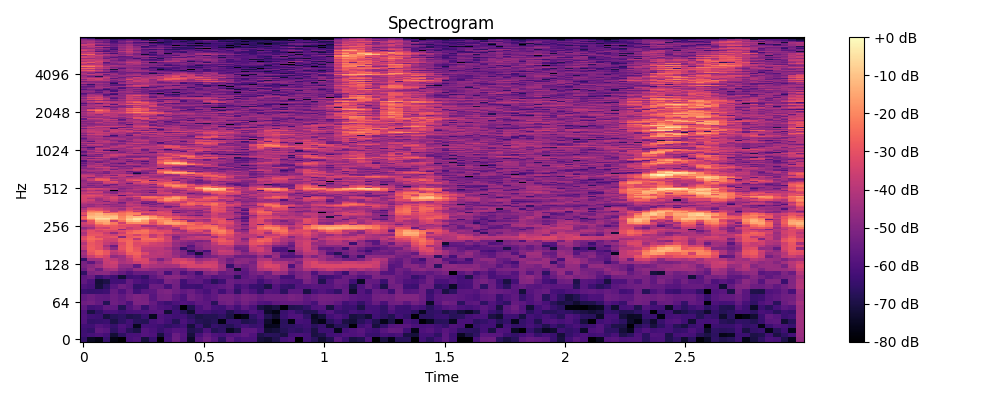 Spectrogram
+0 dB
4096
-10 dB
2048
-20 dB
1024
-30 dB
Hz
512
-40 dB
256
-50 dB
128
-60 dB
64
-70 dB
0
-80 dB
0 0.5 1 1.5 2 2.5
Time